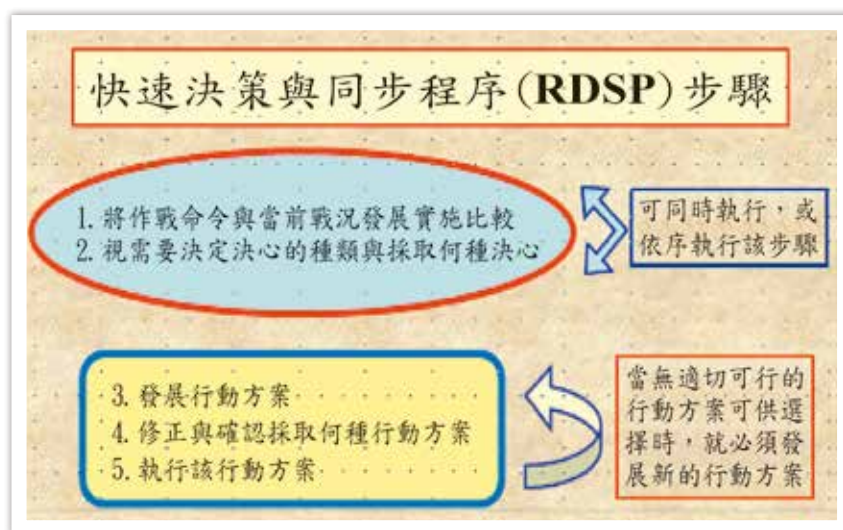 快速決策與同步程序(RDSP)步驟
1. 將作戰命令與當前戰況發展實施比較
2. 視需要決定決心的種類與採取何種決心
可同時執行，或
依序執行該步驟
3. 發展行動方案
4. 修正與確認採取何種行動方案
5. 執行該行動方案
當無適切可行的
行動方案可供選
擇時，就必須發
展新的行動方案